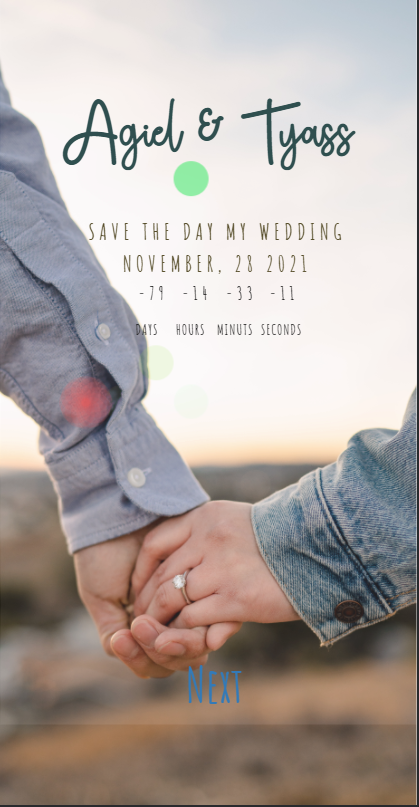 Agiel & Tyass
SAVE THE DAY MY WEDDING
NOVEMBER, 28 2021
-79 -14 -33 -11
DAYS HOURS MINUTS SECONDS
NEXT